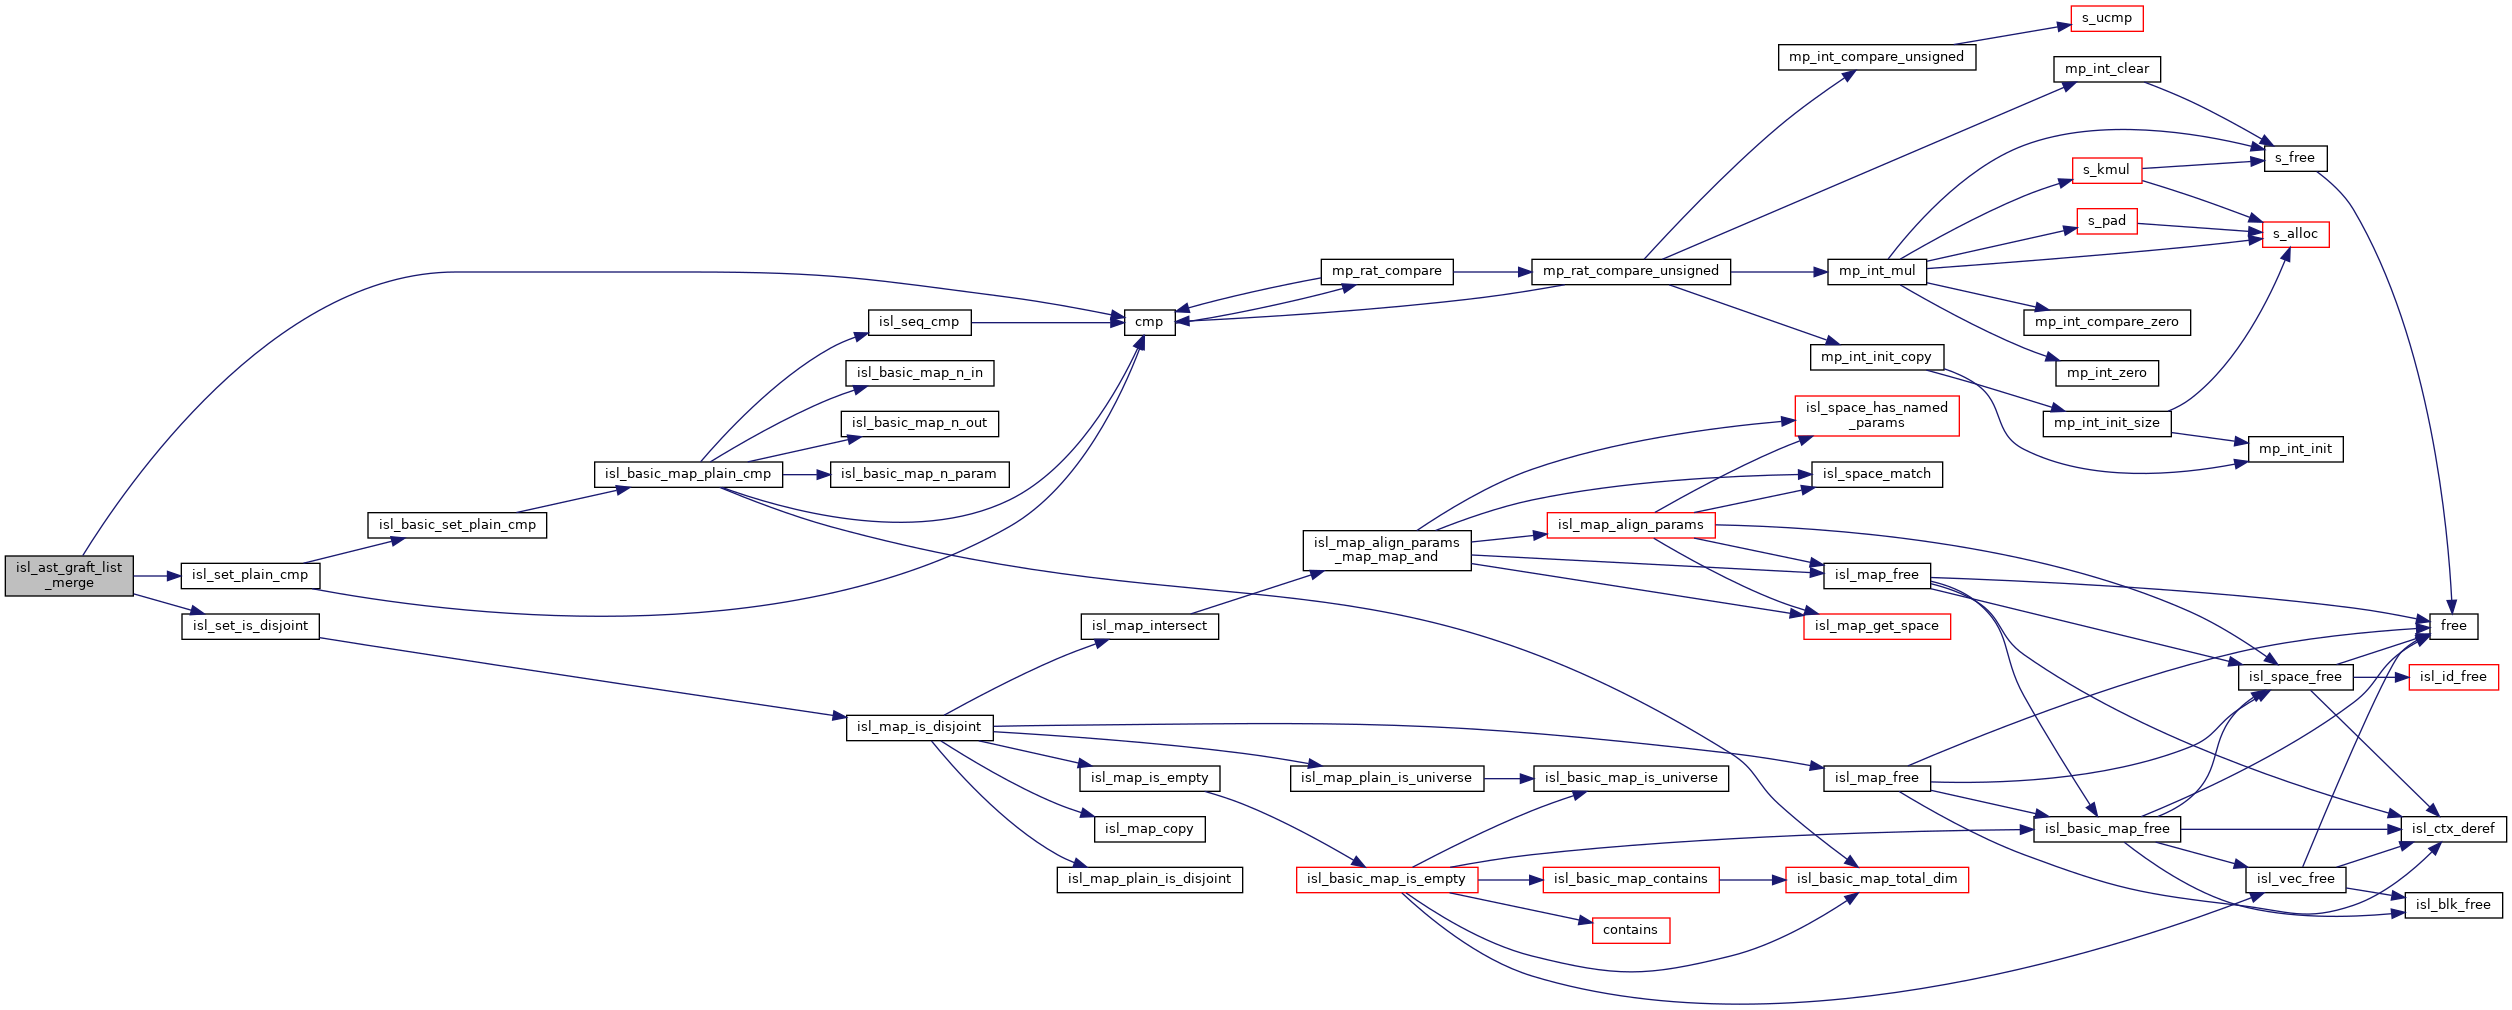 s_ucmp
mp_int_compare_unsigned
mp_int_clear
s_free
s_kmul
s_pad
s_alloc
mp_rat_compare
mp_rat_compare_unsigned
mp_int_mul
isl_seq_cmp
cmp
mp_int_compare_zero
mp_int_init_copy
isl_basic_map_n_in
mp_int_zero
isl_space_has_named
_params
isl_basic_map_n_out
mp_int_init_size
mp_int_init
isl_basic_map_plain_cmp
isl_basic_map_n_param
isl_space_match
isl_basic_set_plain_cmp
isl_map_align_params
isl_map_align_params
_map_map_and
isl_ast_graft_list
_merge
isl_set_plain_cmp
isl_map_free
isl_set_is_disjoint
isl_map_intersect
isl_map_get_space
free
isl_space_free
isl_id_free
isl_map_is_disjoint
isl_map_is_empty
isl_map_plain_is_universe
isl_basic_map_is_universe
isl_map_free
isl_map_copy
isl_basic_map_free
isl_ctx_deref
isl_map_plain_is_disjoint
isl_basic_map_is_empty
isl_basic_map_contains
isl_basic_map_total_dim
isl_vec_free
isl_blk_free
contains